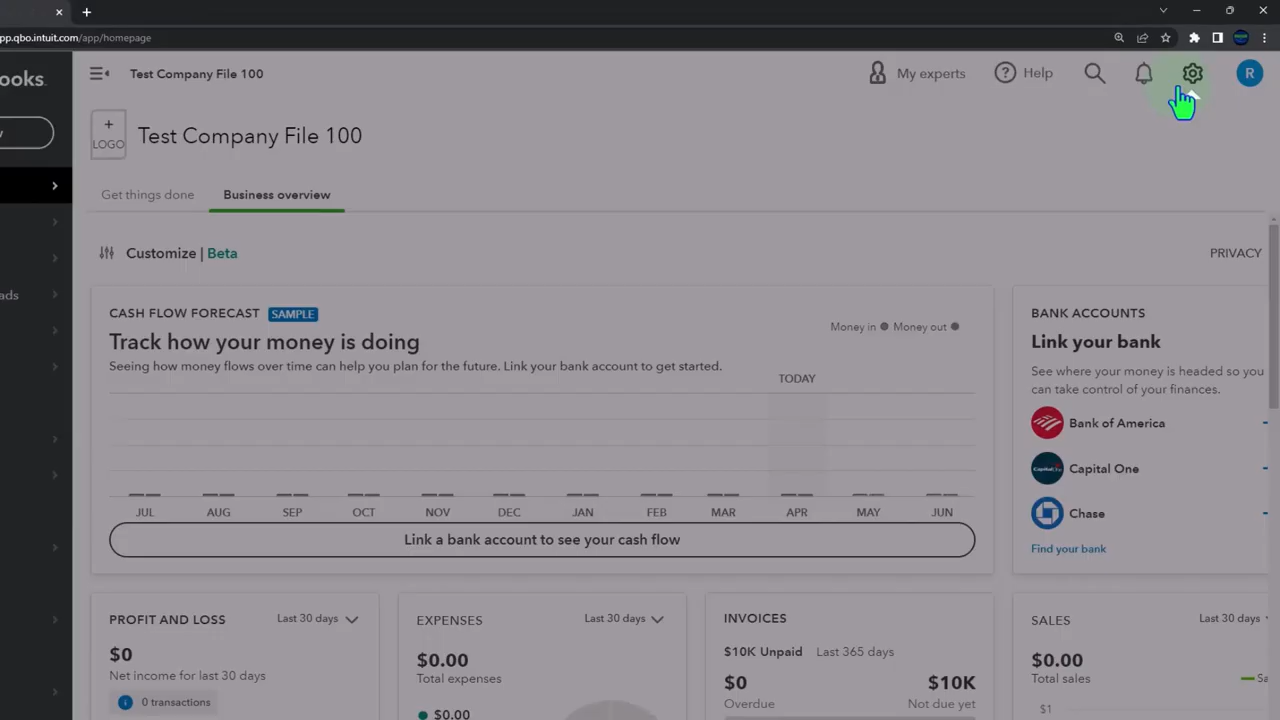 pp.qbo.intuit.com/app/homepage
ooks.
Test Company File 100
My experts
Help
R
+
LOGO
Test Company File 100
Get things done
Business overview
Customize | Beta
PRIVACY
ads
CASH FLOW FORECAST SAMPLE
Track how your money is doing
Money in Money out
Seeing how money flows over time can help you plan for the future. Link your bank account to get started.
TODAY
JUL AUG SEP OCT NOV DEC JAN FEB MAR APR MAY JUN
Link a bank account to see your cash flow
BANK ACCOUNTS
Link your bank
See where your money is headed so you
can take control of your finances.
Bank of America
Capital One
Chase
Find your bank
PROFIT AND LOSS Last 30 days
$0
Net income for last 30 days
0 transactions
EXPENSES Last 30 days
$0.00
Total expenses
$0.00
INVOICES
$10K Unpaid Last 365 days
$0 $10K
Overdue Not due yet
SALES Last 30 days
$0.00
Total sales
Sa
$1